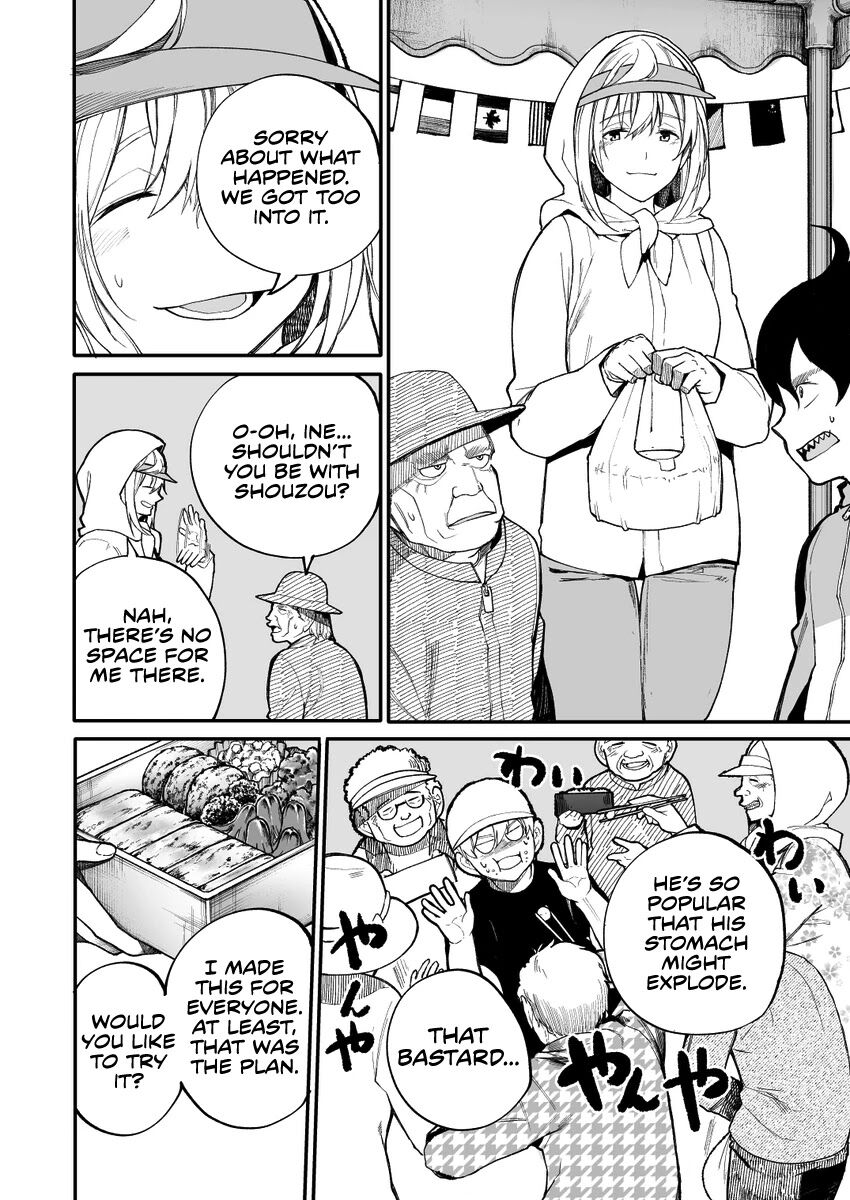 SORRY
ABOUT WHAT
HAPPENED.
WE GOT TOO
INTO IT.
O-OH, INE...
SHOULDN'T
YOU BE WITH
SHOUZOU?
NAH,
THERE'S NO
SPACE FOR
ME THERE.
わい
わい
HE'S SO
POPULAR
THAT HIS
STOMACH
MIGHT
EXPLODE.
THAT
BASTARD...
やんや
やんや
I MADE
THIS FOR
EVERYONE.
AT LEAST,
THAT WAS
THE PLAN.
WOULD
YOU LIKE
TO TRY
IT?